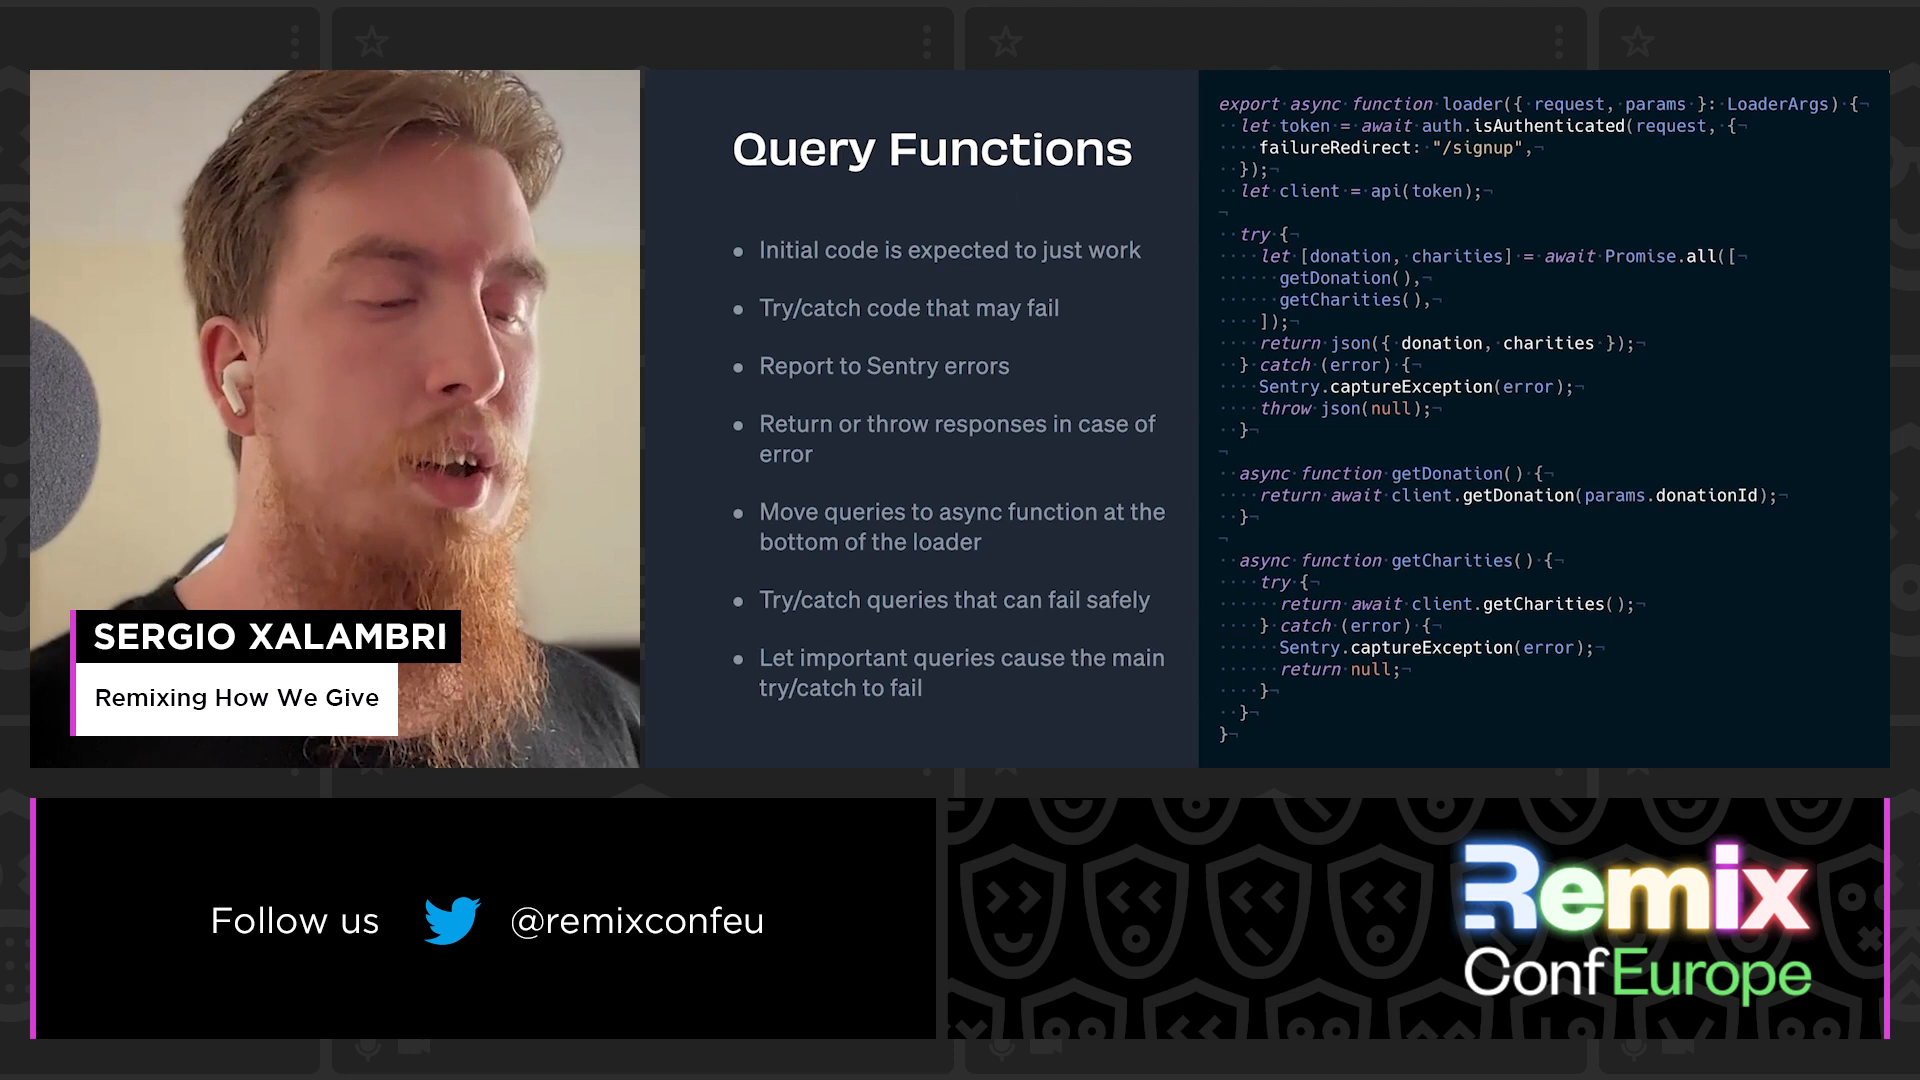 SERGIO XALAMBRI
Remixing How We Give
Query Functions
• Initial code is expected to just work
• Try/catch code that may fail
• Report to Sentry errors
• Return or throw responses in case of
error
• Move queries to async function at the
bottom of the loader
• Try/catch queries that can fail safely
• Let important queries cause the main
try/catch to fail
export async function loader({ request, params }: LoaderArgs) {
  let token = await auth.isAuthenticated(request, {
    failureRedirect: "/signup",
  });
  let client = api(token);
  try {
    let [donation, charities] = await Promise.all([
      getDonation(),
      getCharities(),
    ]);
    return json({ donation, charities });
  } catch (error) {
    Sentry.captureException(error);
    throw json(null);
  }
  async function getDonation() {
    return await client.getDonation(params.donationId);
  }
  async function getCharities() {
    try {
      return await client.getCharities();
    } catch (error) {
      Sentry.captureException(error);
      return null;
    }
  }
}
Follow us @remixconfeu
Remix
Conf Europe